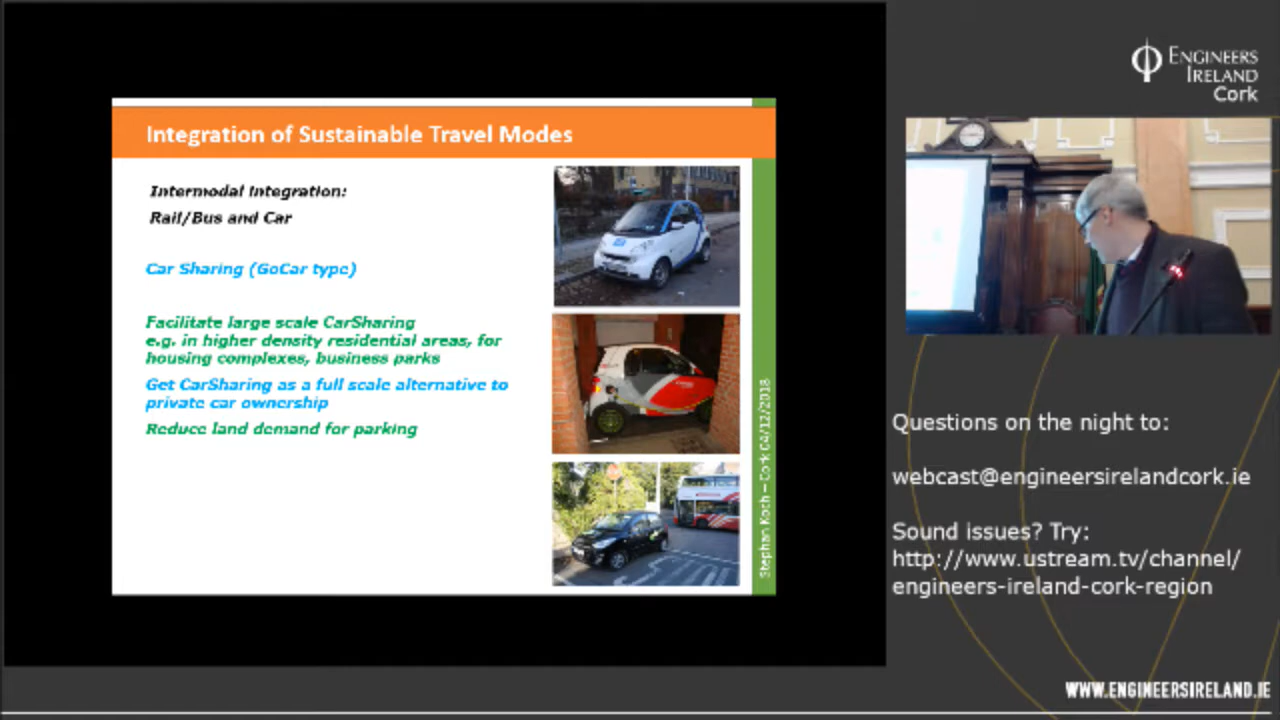 Integration of Sustainable Travel Modes
Intermodal Integration:
Rail/Bus and Car
Car Sharing (GoCar type)
Facilitate large scale CarSharing
e.g. in higher density residential areas, for
housing complexes, business parks
Get CarSharing as a full scale alternative to
private car ownership
Reduce land demand for parking
Stephan Koch – Cork 04/12/2018
ENGINEERS
IRELAND
Cork
Questions on the night to:
webcast@engineersirelandcork.ie
Sound issues? Try:
http://www.ustream.tv/channel/
engineers-ireland-cork-region
WWW.ENGINEERSIRELAND.IE